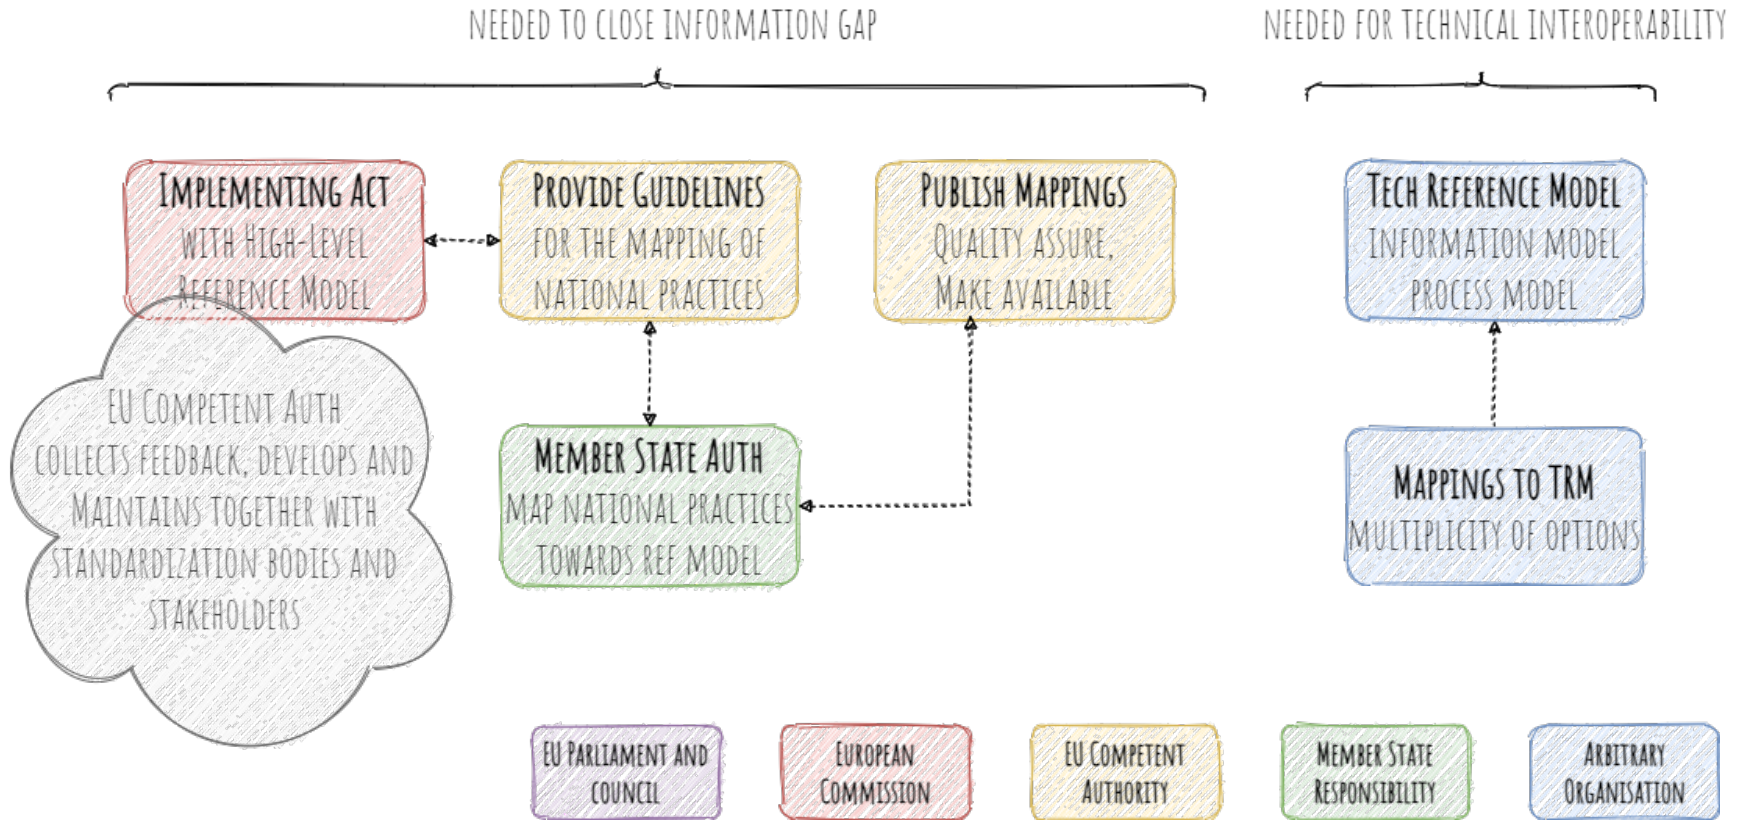 NEEDED TO CLOSE INFORMATION GAP
NEEDED FOR TECHNICAL INTEROPERABILITY
IMPLEMENTING ACT
WITH HIGH-LEVEL
REFERENCE MODEL
PROVIDE GUIDELINES
FOR THE MAPPING OF
NATIONAL PRACTICES
PUBLISH MAPPINGS
QUALITY ASSURE,
MAKE AVAILABLE
TECH REFERENCE MODEL
INFORMATION MODEL
PROCESS MODEL
EU COMPETENT AUTH
COLLECTS FEEDBACK, DEVELOPS AND
MAINTAINS TOGETHER WITH
STANDARDIZATION BODIES AND
STAKEHOLDERS
MEMBER STATE AUTH
MAP NATIONAL PRACTICES
TOWARDS REF MODEL
MAPPINGS TO TRM
MULTIPLICITY OF OPTIONS
EU PARLIAMENT AND
COUNCIL
EUROPEAN
COMMISSION
EU COMPETENT
AUTHORITY
MEMBER STATE
RESPONSIBILITY
ARBITRARY
ORGANISATION